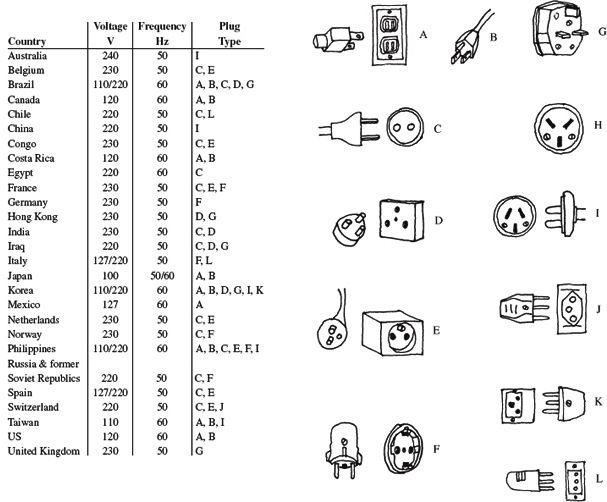 Voltage Frequency Plug
Country V Hz Type
Australia 240 50 I
Belgium 230 50 C, E
Brazil 110/220 60 A, B, C, D, G
Canada 120 60 A, B
Chile 220 50 C, L
China 220 50 I
Congo 230 50 C, E
Costa Rica 120 60 A, B
Egypt 220 60 C
France 230 50 C, E, F
Germany 230 50 F
Hong Kong 230 50 D, G
India 230 50 C, D
Iraq 220 50 C, D, G
Italy 127/220 50 F, L
Japan 100 50/60 A, B
Korea 110/220 60 A, B, D, G, I, K
Mexico 127 60 A
Netherlands 230 50 C, E
Norway 230 50 C, F
Philippines 110/220 60 A, B, C, E, F, I
Russia & former
Soviet Republics 220 50 C, F
Spain 127/220 50 C, E
Switzerland 220 50 C, E, J
Taiwan 110 60 A, B, I
US 120 60 A, B
United Kingdom 230 50 G
A
B
G
C
H
D
I
E
J
F
K
L